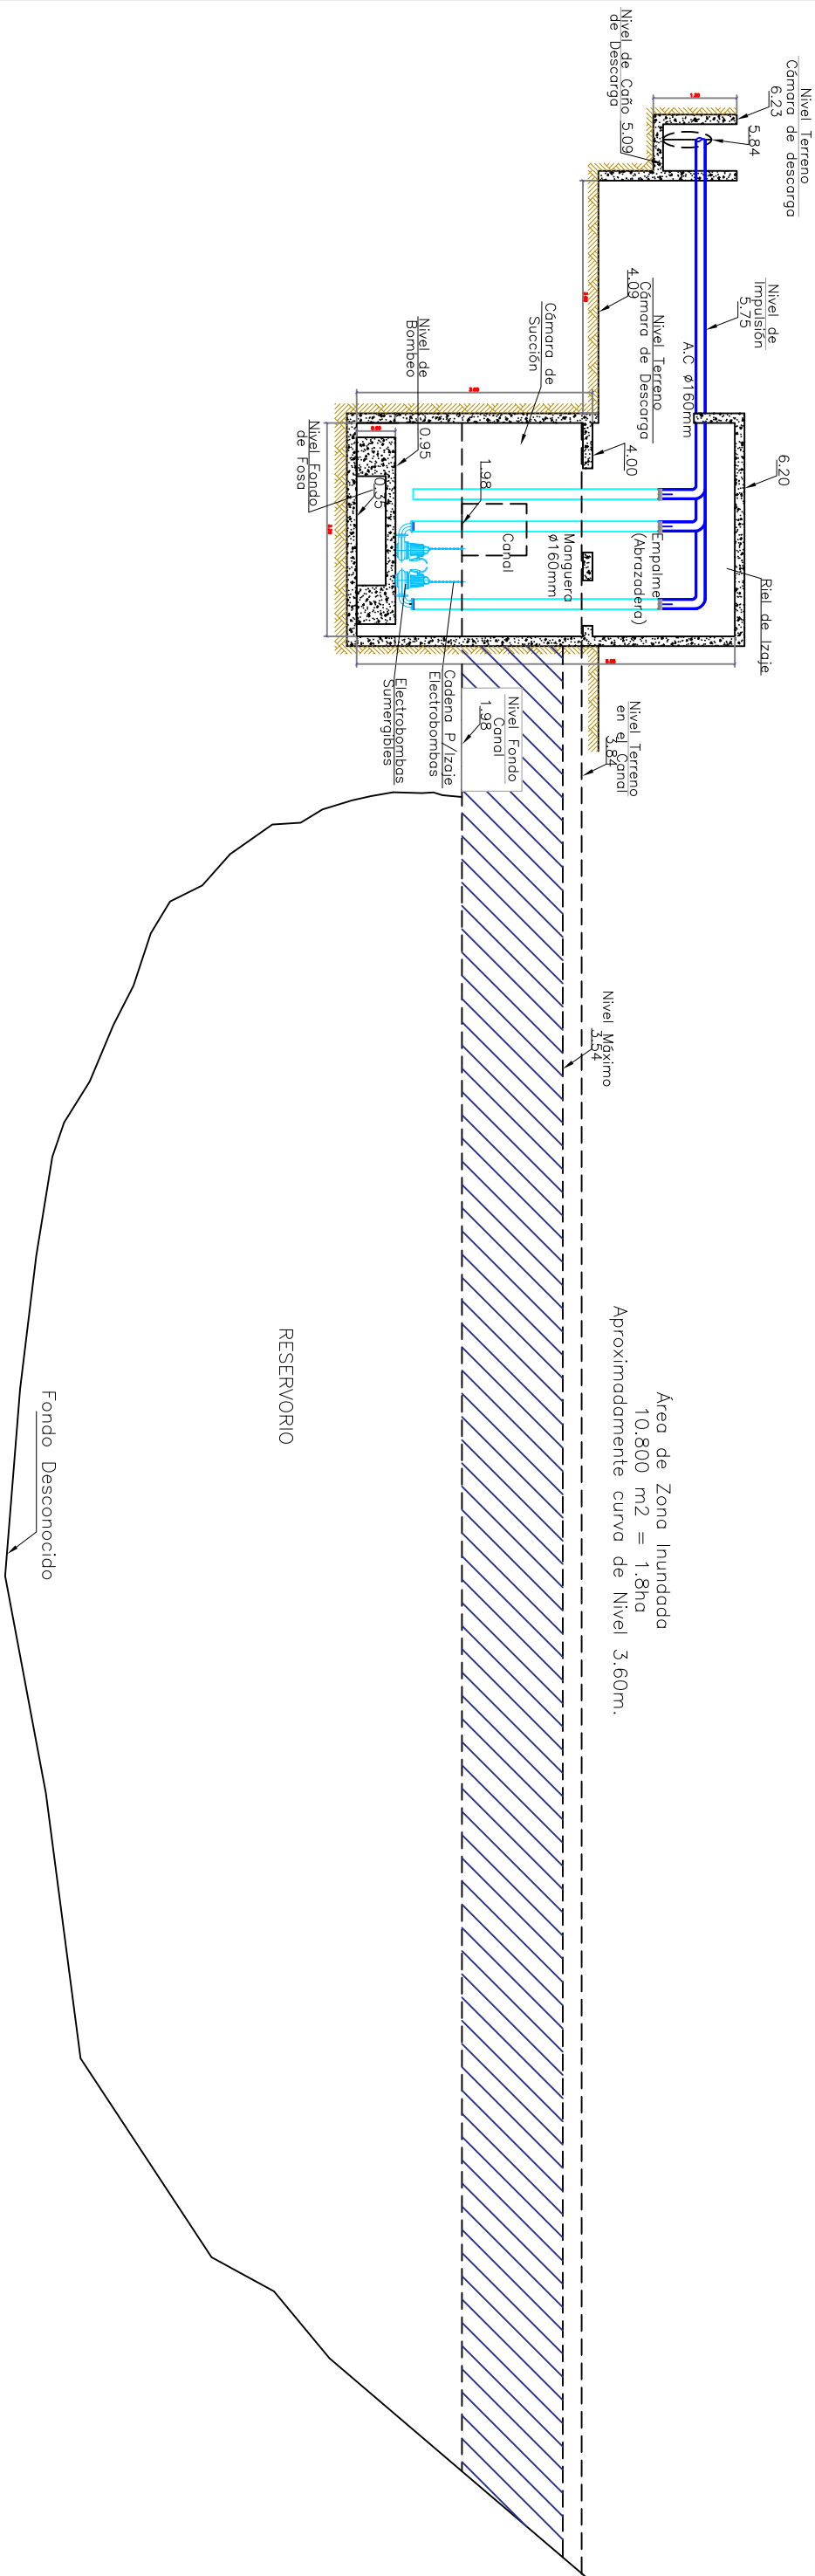 Nivel Terreno
Cámara de descarga
6.23
5.84
Nivel de Caño 5.09
de Descarga
1.20
Nivel de
Impulsión
5.75
A.C ø160mm
Nivel Terreno
Cámara de Descarga
4.09
Cámara de
Succión
Nivel de
Bombeo
0.95
Nivel Fondo
de Fosa
0.35
4.00
6.20
Riel de Izaje
Empalme
(Abrazadera)
Manguera
ø160mm
Canal
1.98
Cadena P/Izaje
Electrobombas
Electrobombas
Sumergibles
Nivel Fondo
Canal
1.98
Nivel Terreno
en el Canal
3.84
Nivel Máximo
3.54
Área de Zona Inundada
10.800 m2 = 1.8ha
Aproximadamente curva de Nivel 3.60m.
RESERVORIO
Fondo Desconocido